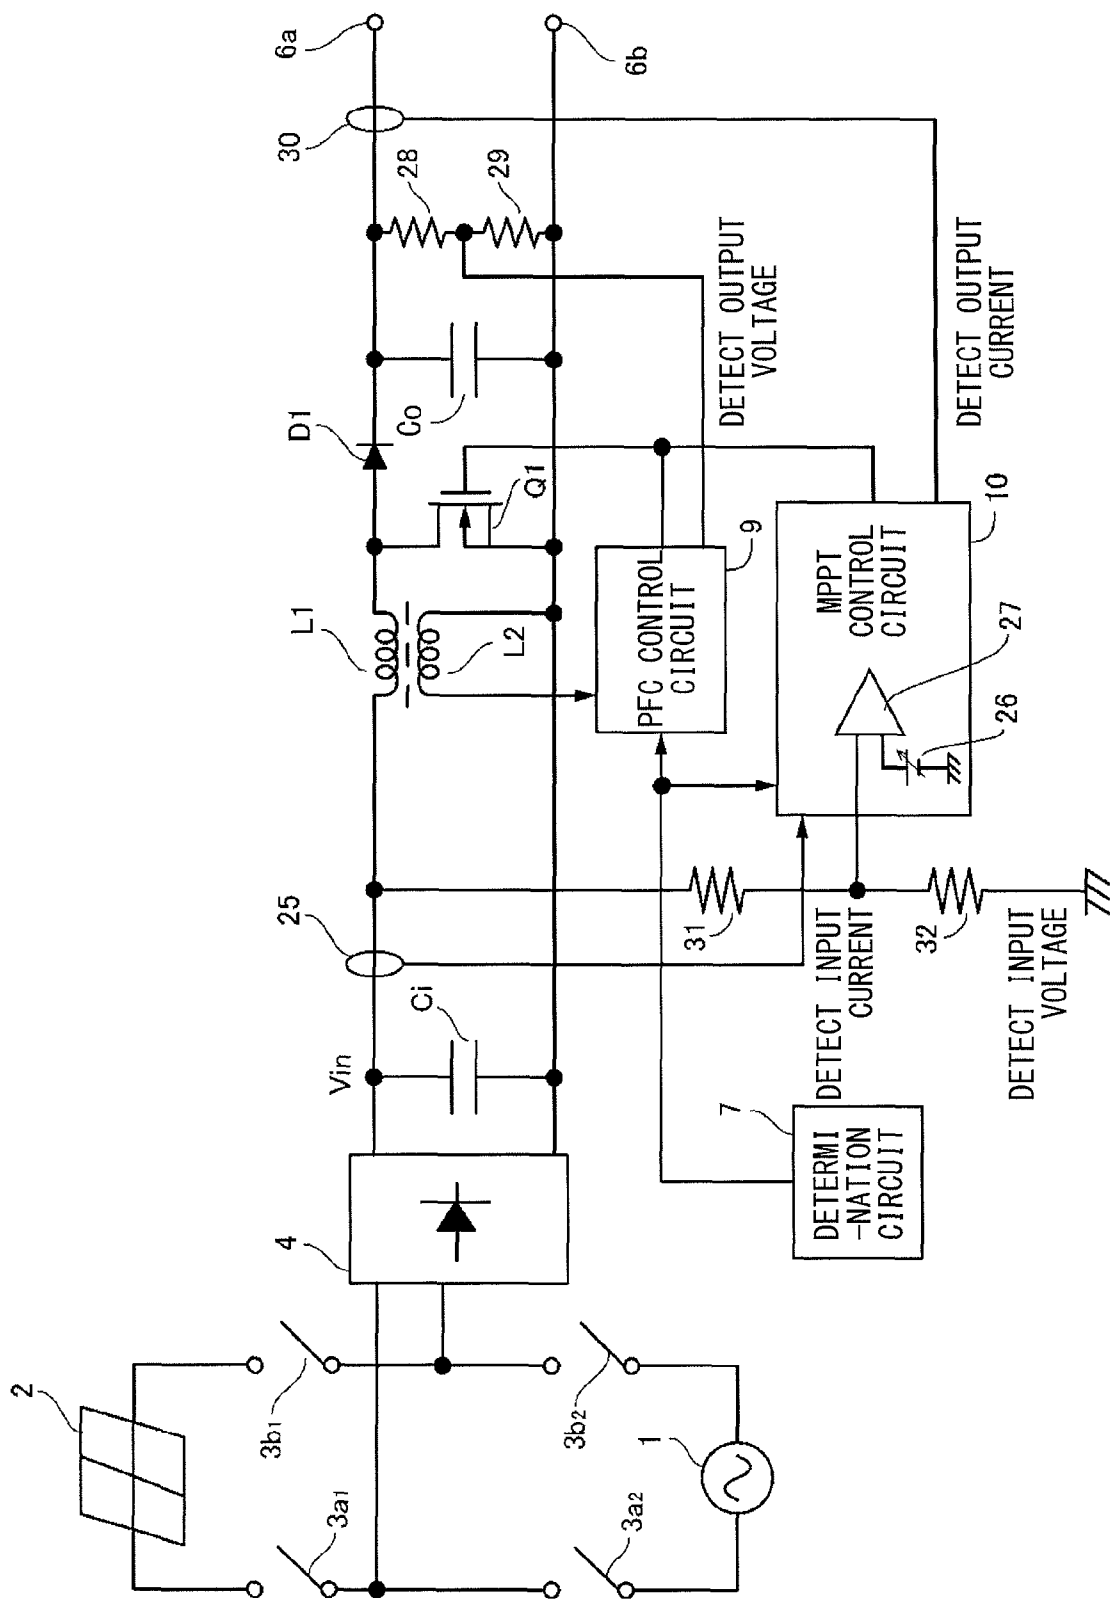 6a
6b
30
28
29
DETECT OUTPUT
VOLTAGE
DETECT OUTPUT
CURRENT
D1
Co
Q1
L1
L2
PFC CONTROL
CIRCUIT
9
MPPT
CONTROL
CIRCUIT
10
27
26
25
31
32
DETECT INPUT
CURRENT
DETECT INPUT
VOLTAGE
Vin
Ci
4
7
DETERMI
-NATION
CIRCUIT
2
3b1
3b2
3a1
3a2
1